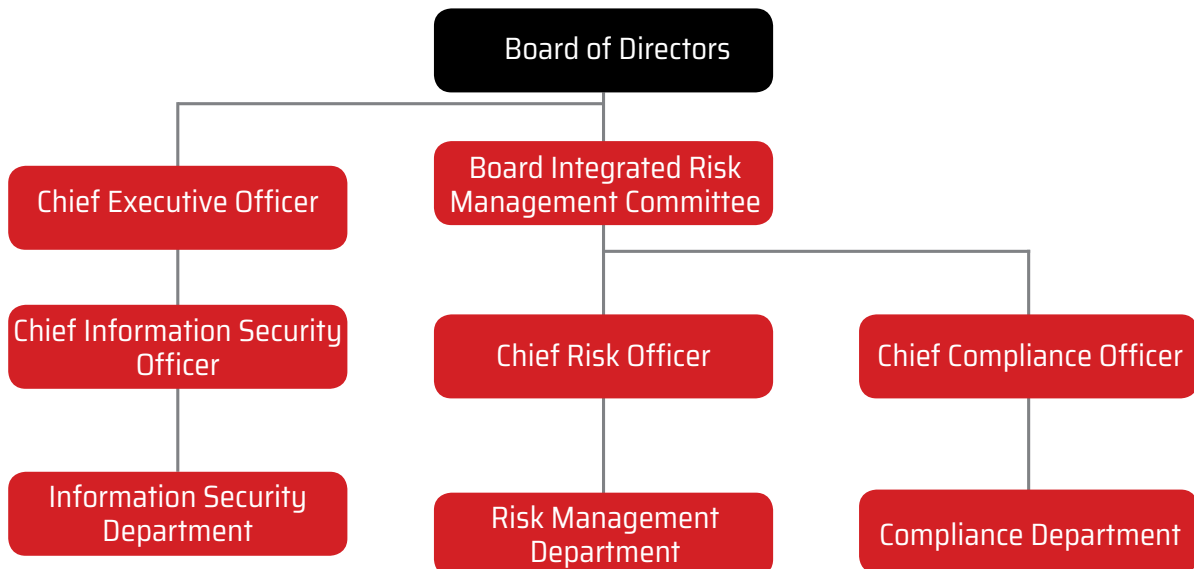 Board of Directors
Board Integrated Risk
Management Committee
Chief Executive Officer
Chief Information Security
Officer
Chief Risk Officer
Chief Compliance Officer
Information Security
Department
Risk Management
Department
Compliance Department